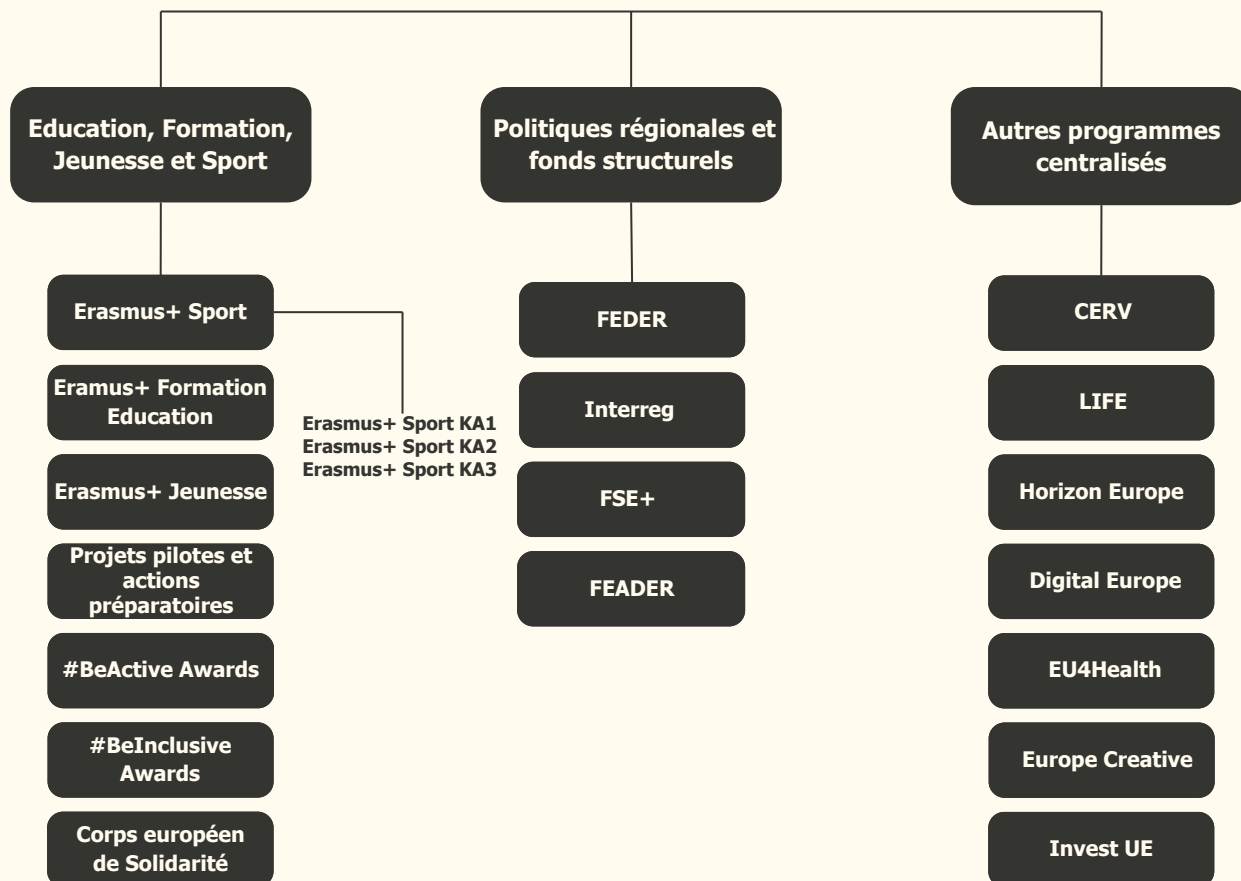 Education, Formation,
Jeunesse et Sport
Politiques régionales et
fonds structurels
Autres programmes
centralisés
Erasmus+ Sport
Eramus+ Formation
Education
Erasmus+ Jeunesse
Projets pilotes et
actions
préparatoires
#BeActive Awards
#BeInclusive
Awards
Corps européen
de Solidarité
Erasmus+ Sport KA1
Erasmus+ Sport KA2
Erasmus+ Sport KA3
FEDER
Interreg
FSE+
FEADER
CERV
LIFE
Horizon Europe
Digital Europe
EU4Health
Europe Creative
Invest UE